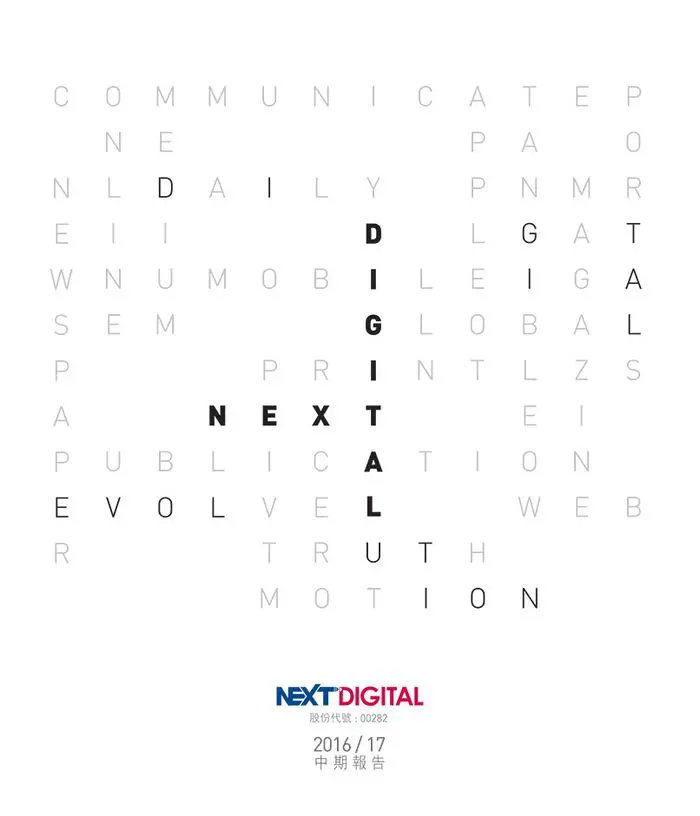 C O M M U N I C A T E P
N E P A O
N L D A I L Y P N M R
E I I D L G A T
W N U M O B I L E I G A
S E M G L O B A L
P P R I N T L Z S
A N E X T E I
P U B L I C A T I O N
E V O L V E L W E B
R T R U T H
M O T I O N
NEXT DIGITAL
股份代號 : 00282
2016 / 17
中期報告